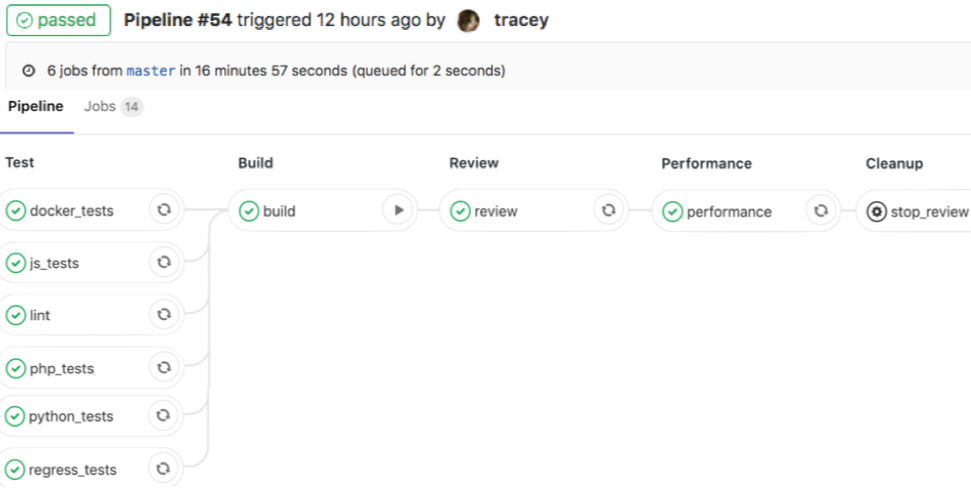 passed Pipeline #54 triggered 12 hours ago by tracey
6 jobs from master in 16 minutes 57 seconds (queued for 2 seconds)
Pipeline Jobs 14
Test Build Review Performance Cleanup
docker_tests build review performance stop_review
js_tests
lint
php_tests
python_tests
regress_tests